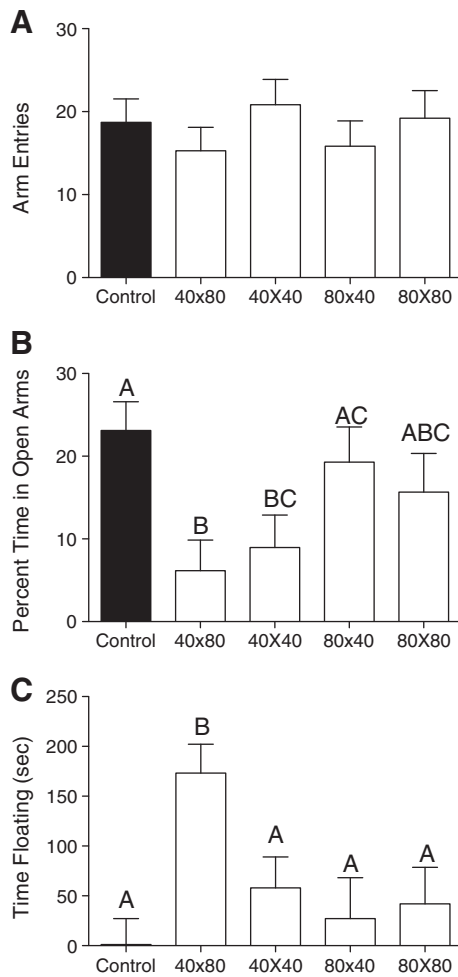 A
30
20
10
0
Arm Entries
Control 40x80 40X40 80x40 80X80
B
30
20
10
0
Percent Time in Open Arms
A B BC AC ABC
Control 40x80 40X40 80x40 80X80
C
250
200
150
100
50
0
Time Floating (sec)
A B A A A
Control 40x80 40X40 80x40 80X80